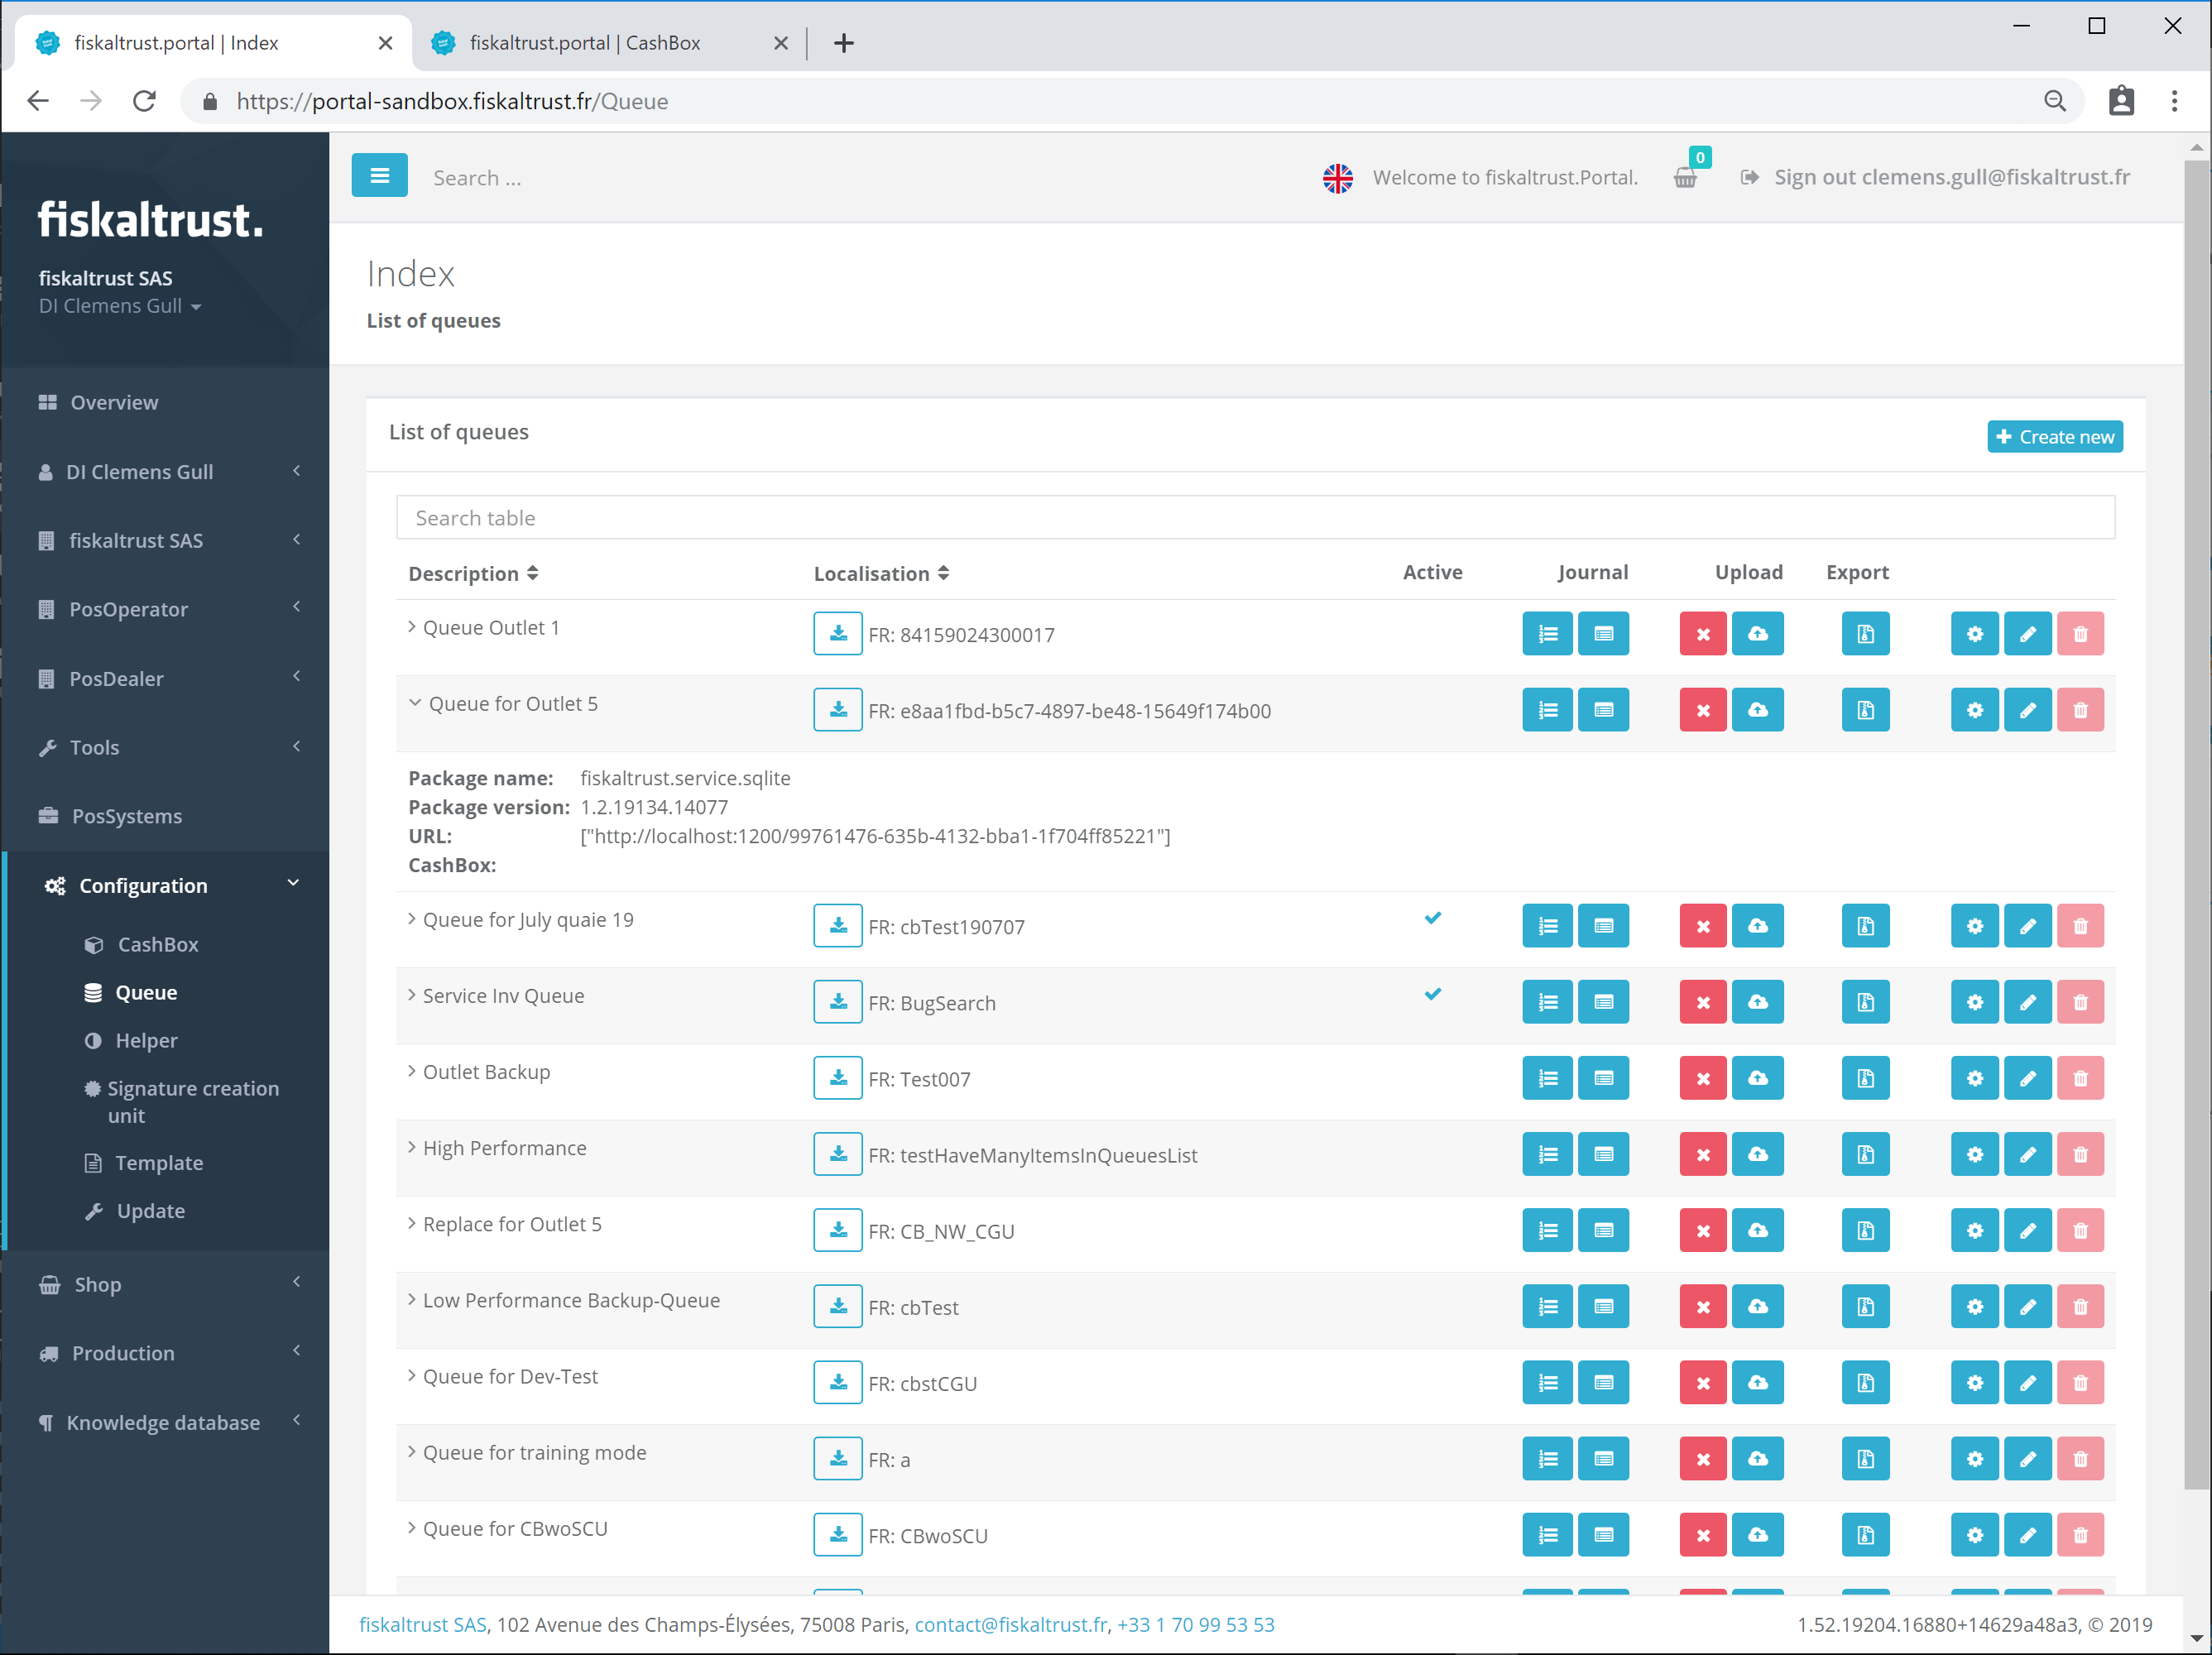 fiskaltrust.portal | Index
fiskaltrust.portal | CashBox
https://portal-sandbox.fiskaltrust.fr/Queue
fiskaltrust.
fiskaltrust SAS
DI Clemens Gull
Overview
DI Clemens Gull
fiskaltrust SAS
PosOperator
PosDealer
Tools
PosSystems
Configuration
CashBox
Queue
Helper
Signature creation
unit
Template
Update
Shop
Production
Knowledge database
Search ...
Welcome to fiskaltrust.Portal.
0
Sign out clemens.gull@fiskaltrust.fr
Index
List of queues
List of queues
Create new
Search table
Description Localisation Active Journal Upload Export
Queue Outlet 1 FR: 84159024300017
Queue for Outlet 5 FR: e8aa1fbd-b5c7-4897-be48-15649f174b00
Package name: fiskaltrust.service.sqlite
Package version: 1.2.19134.14077
URL: ["http://localhost:1200/99761476-635b-4132-bba1-1f704ff85221"]
CashBox:
Queue for July quaie 19 FR: cbTest190707
Service Inv Queue FR: BugSearch
Outlet Backup FR: Test007
High Performance FR: testHaveManyItemsInQueuesList
Replace for Outlet 5 FR: CB_NW_CGU
Low Performance Backup-Queue FR: cbTest
Queue for Dev-Test FR: cbstCGU
Queue for training mode FR: a
Queue for CBwoSCU FR: CBwoSCU
fiskaltrust SAS, 102 Avenue des Champs-Élysées, 75008 Paris, contact@fiskaltrust.fr, +33 1 70 99 53 53
1.52.19204.16880+14629a48a3, © 2019